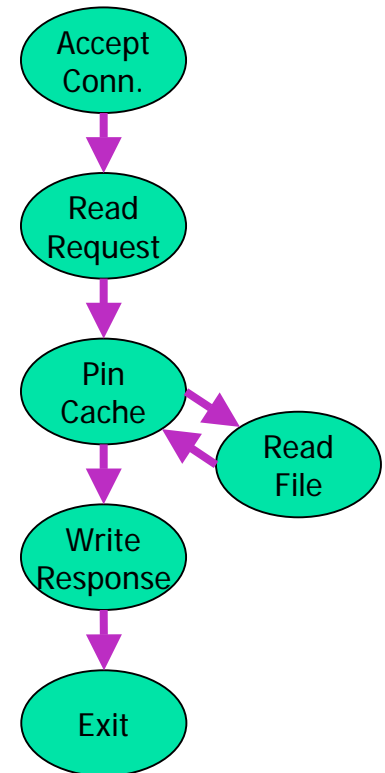 Accept
Conn.
Read
Request
Pin
Cache
Read
File
Write
Response
Exit